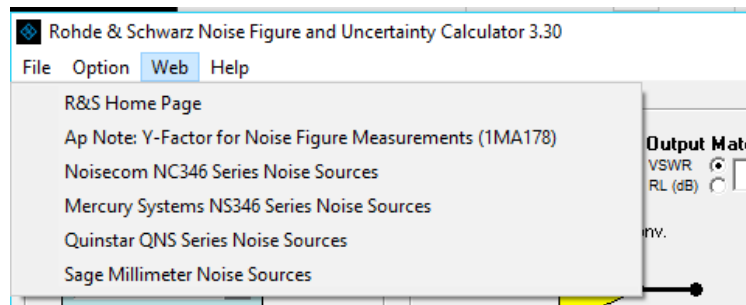 Rohde & Schwarz Noise Figure and Uncertainty Calculator 3.30
File Option Web Help
R&S Home Page
Ap Note: Y-Factor for Noise Figure Measurements (1MA178)
Noisecom NC346 Series Noise Sources
Mercury Systems NS346 Series Noise Sources
Quinstar QNS Series Noise Sources
Sage Millimeter Noise Sources
Output Mat
VSWR
RL (dB)
nv.